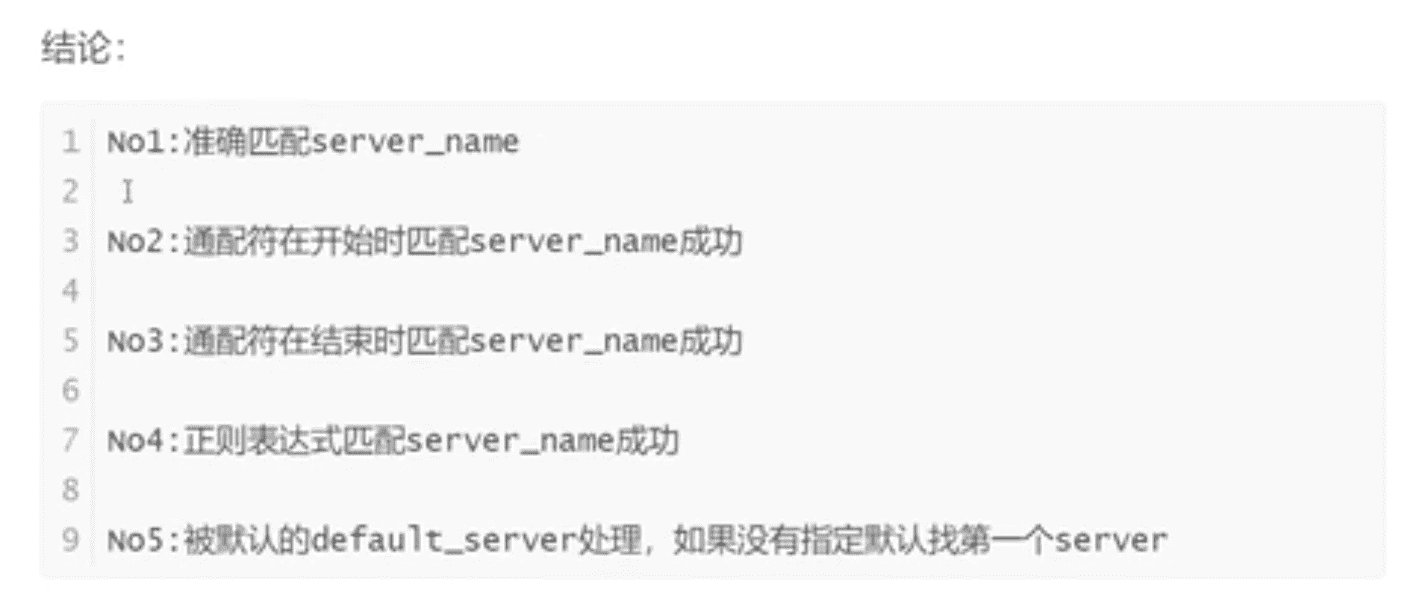 结论：
1 No1:准确匹配server_name
2
3 No2:通配符在开始时匹配server_name成功
4
5 No3:通配符在结束时匹配server_name成功
6
7 No4:正则表达式匹配server_name成功
8
9 No5:被默认的default_server处理，如果没有指定默认找第一个server